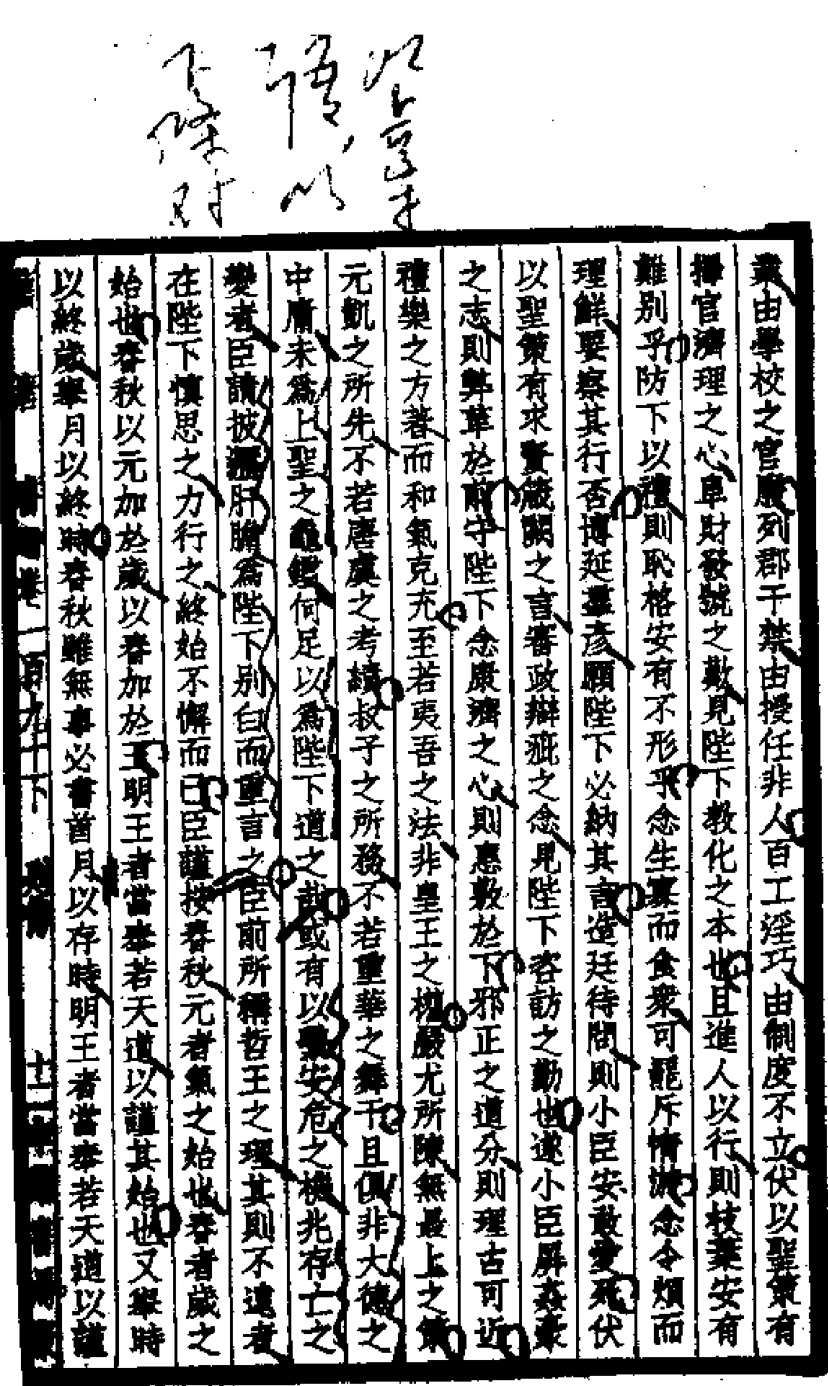 業由學校之官廢列郡干禁由授任非人百工淫巧由制度不立伏以聖策有
擇官濟理之心阜財發號之歎見陛下教化之本也且進人以行則枝葉安有
難別乎防下以禮則恥格安有不形乎念生寡而食衆可罷斥惰游念令煩而
理鮮要察其行否博延羣彥願陛下必納其言造廷待問則小臣安敢愛死伏
以聖策有求賢箴闕之言審政辯疵之念見陛下咨訪之勤也遂小臣屏姦豪
之志則弊革於前守陛下念康濟之心則惠敷於下邪正之道分則理古可近
禮樂之方著而和氣克充至若夷吾之法非皇王之權嚴尤所陳無最上之策
元凱之所先不若唐虞之考績叔子之所務不若重華之舞干且俱非大德之
中庸未爲上聖之龜鑑何足以爲陛下道之哉或有以繫安危之機兆存亡之
變者臣請披瀝肝膽爲陛下別白而重言之臣前所稱哲王之理其則不遠者
在陛下慎思之力行之終始不懈而已臣謹按春秋元者氣之始也春者歲之
始也春秋以元加於歲以春加於王明王者當奉若天道以謹其始也又舉時
以終歲舉月以終時春秋雖無事必書首月以存時明王者當奉若天道以謹
書卷一百九十下 列傳 十二